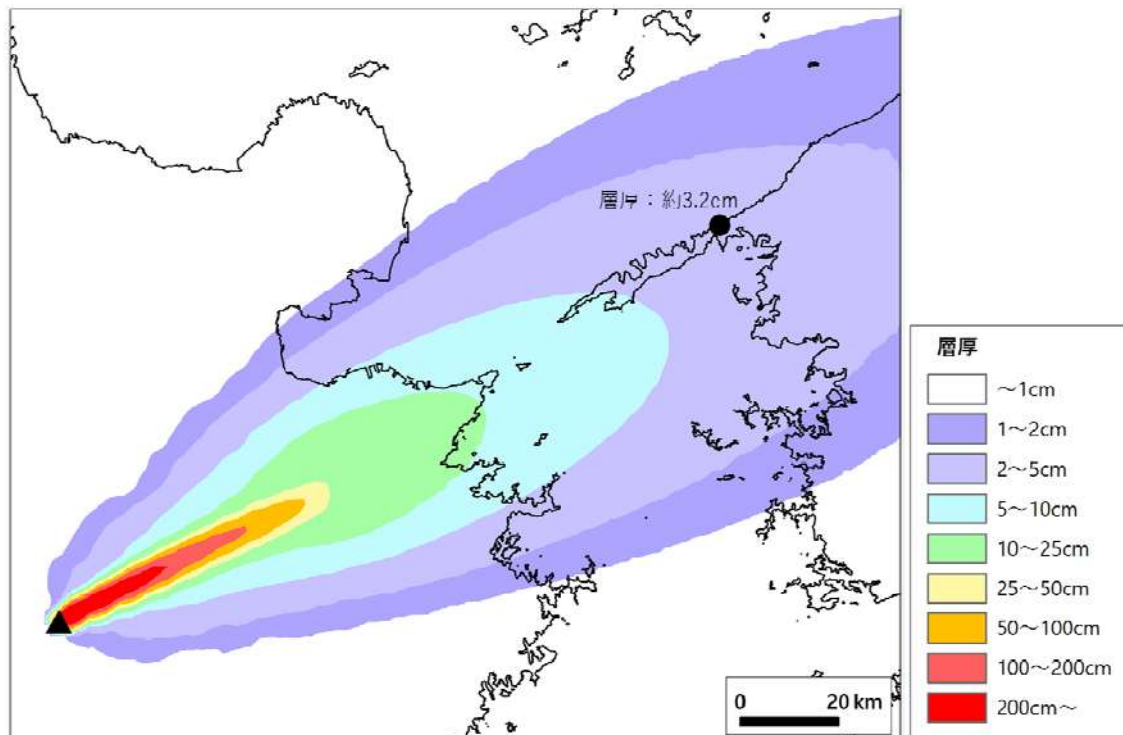 層厚：約3.2cm
層厚
～1cm
1～2cm
2～5cm
5～10cm
10～25cm
25～50cm
50～100cm
100～200cm
200cm～
0 20 km